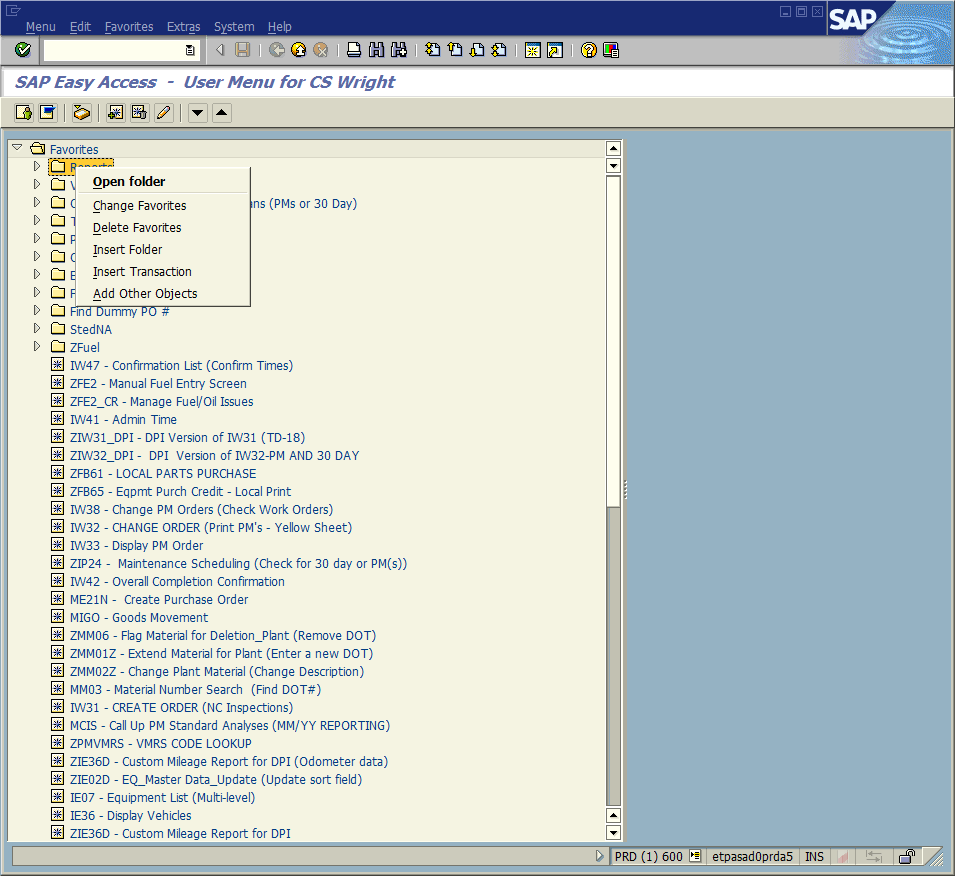 Menu Edit Favorites Extras System Help
SAP
SAP Easy Access - User Menu for CS Wright
Favorites
Reports
Open folder
Change Favorites
ns (PMs or 30 Day)
Delete Favorites
Insert Folder
Insert Transaction
Add Other Objects
Find Dummy PO #
StedNA
ZFuel
IW47 - Confirmation List (Confirm Times)
ZFE2 - Manual Fuel Entry Screen
ZFE2_CR - Manage Fuel/Oil Issues
IW41 - Admin Time
ZIW31_DPI - DPI Version of IW31 (TD-18)
ZIW32_DPI - DPI Version of IW32-PM AND 30 DAY
ZFB61 - LOCAL PARTS PURCHASE
ZFB65 - Eqpmt Purch Credit - Local Print
IW38 - Change PM Orders (Check Work Orders)
IW32 - CHANGE ORDER (Print PM's - Yellow Sheet)
IW33 - Display PM Order
ZIP24 - Maintenance Scheduling (Check for 30 day or PM(s))
IW42 - Overall Completion Confirmation
ME21N - Create Purchase Order
MIGO - Goods Movement
ZMM06 - Flag Material for Deletion_Plant (Remove DOT)
ZMM01Z - Extend Material for Plant (Enter a new DOT)
ZMM02Z - Change Plant Material (Change Description)
MM03 - Material Number Search (Find DOT#)
IW31 - CREATE ORDER (NC Inspections)
MCIS - Call Up PM Standard Analyses (MM/YY REPORTING)
ZPMVMRS - VMRS CODE LOOKUP
ZIE36D - Custom Mileage Report for DPI (Odometer data)
ZIE02D - EQ_Master Data_Update (Update sort field)
IE07 - Equipment List (Multi-level)
IE36 - Display Vehicles
ZIE36D - Custom Mileage Report for DPI
PRD (1) 600 etpasad0prda5 INS